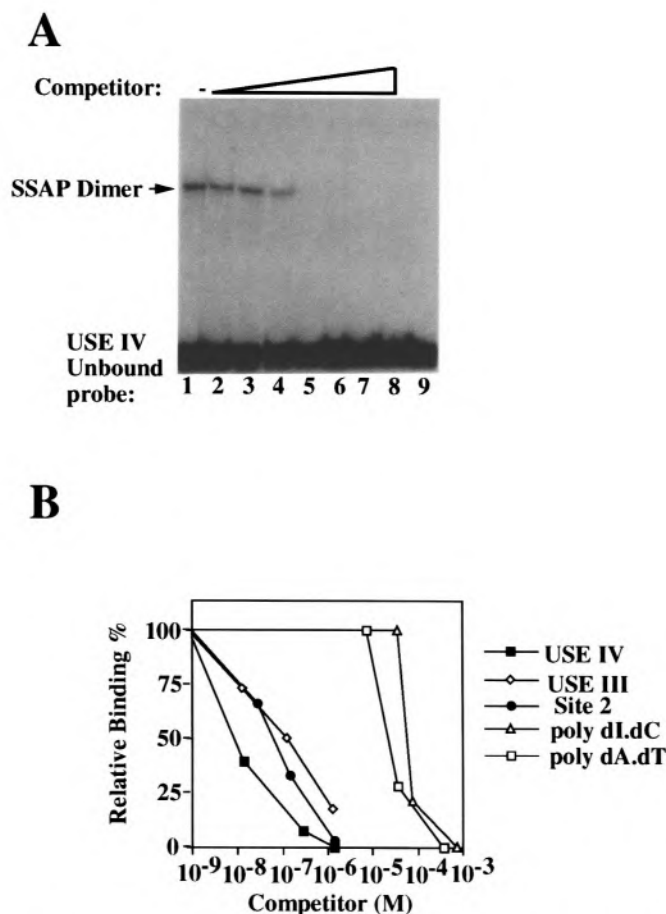 A
Competitor: -
SSAP Dimer
USE IV
Unbound
probe:
1 2 3 4 5 6 7 8 9
B
Relative Binding %
100
75
50
25
0
10-9 10-8 10-7 10-6 10-5 10-4 10-3
Competitor (M)
USE IV
USE III
Site 2
poly dI.dC
poly dA.dT